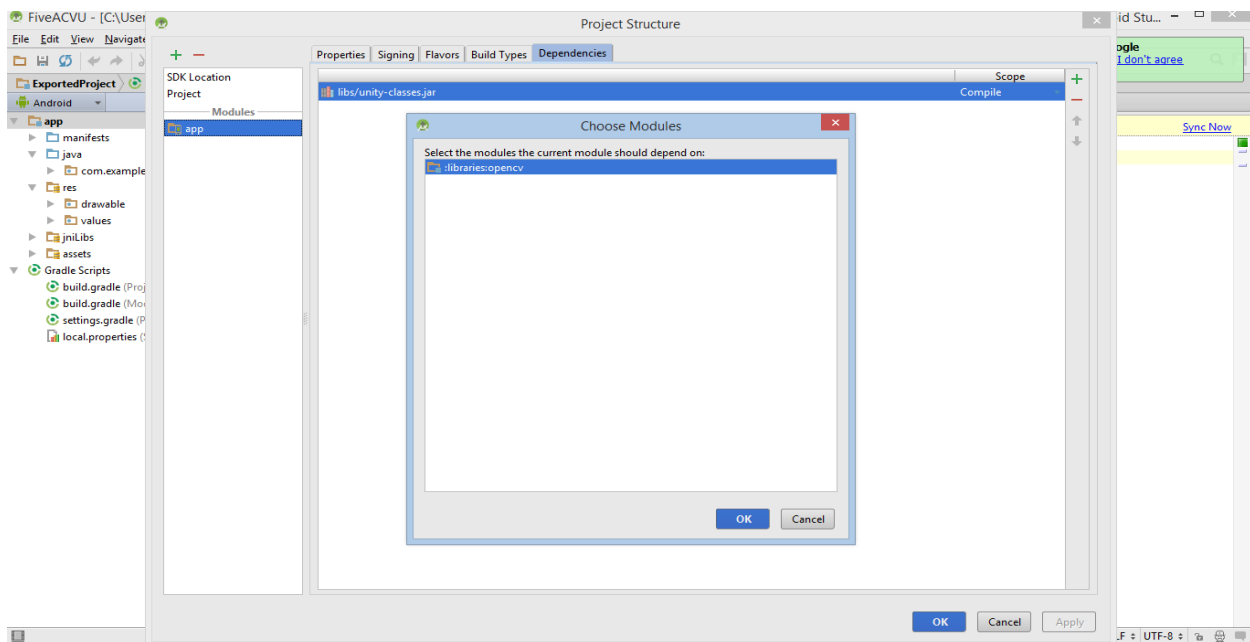 FiveACVU - [C:\User
Project Structure
id Stu...
File Edit View Navigate
ogle
I don't agree
ExportedProject
Android
app
manifests
java
com.example
res
drawable
values
jniLibs
assets
Gradle Scripts
build.gradle (Proj
build.gradle (Mo
settings.gradle (P
local.properties (
SDK Location
Project
Modules
app
Properties Signing Flavors Build Types Dependencies
Scope
libs/unity-classes.jar Compile
Choose Modules
Select the modules the current module should depend on:
:libraries:opencv
OK Cancel
OK Cancel Apply
Sync Now
LF UTF-8